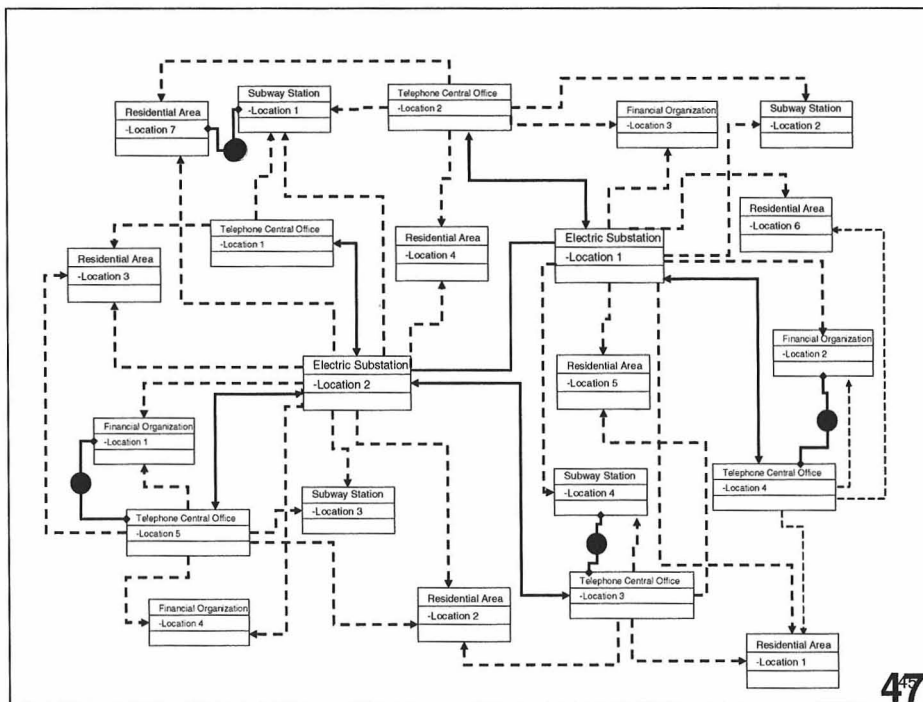 Telephone Central Office
-Location 2
Subway Station
-Location 1
Residential Area
-Location 7
Financial Organization
-Location 3
Subway Station
-Location 2
Residential Area
-Location 6
Telephone Central Office
-Location 1
Residential Area
-Location 4
Electric Substation
-Location 1
Residential Area
-Location 3
Financial Organization
-Location 2
Electric Substation
-Location 2
Residential Area
-Location 5
Financial Organization
-Location 1
Subway Station
-Location 4
Telephone Central Office
-Location 4
Subway Station
-Location 3
Telephone Central Office
-Location 5
Telephone Central Office
-Location 3
Residential Area
-Location 2
Financial Organization
-Location 4
Residential Area
-Location 1
47
45